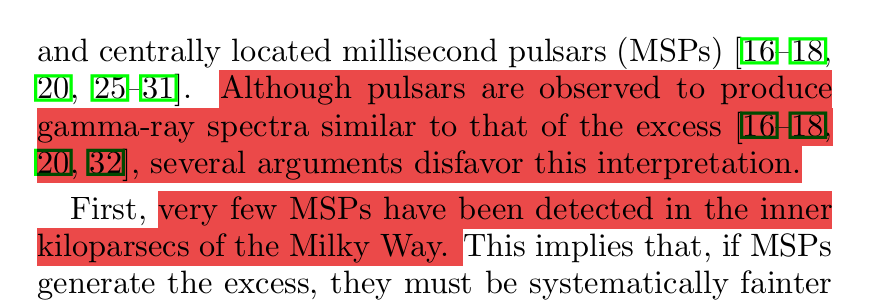 and centrally located millisecond pulsars (MSPs) [16–18,
20, 25–31]. Although pulsars are observed to produce
gamma-ray spectra similar to that of the excess [16–18,
20, 32], several arguments disfavor this interpretation.
First, very few MSPs have been detected in the inner
kiloparsecs of the Milky Way. This implies that, if MSPs
generate the excess, they must be systematically fainter